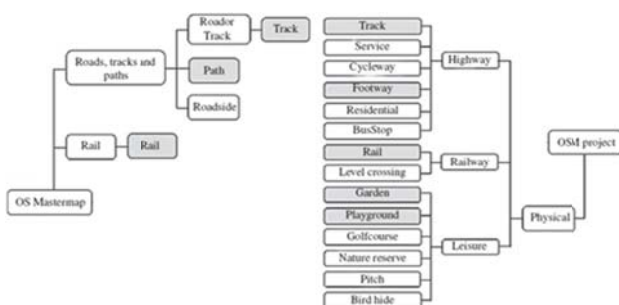 Roador
Track
Track
Roads, tracks and
paths
Path
Roadside
Rail
Rail
OS Mastermap
Track
Service
Cycleway
Footway
Residential
BusStop
Highway
Rail
Level crossing
Railway
Garden
Playground
Golfcourse
Nature reserve
Pitch
Bird hide
Leisure
Physical
OSM project